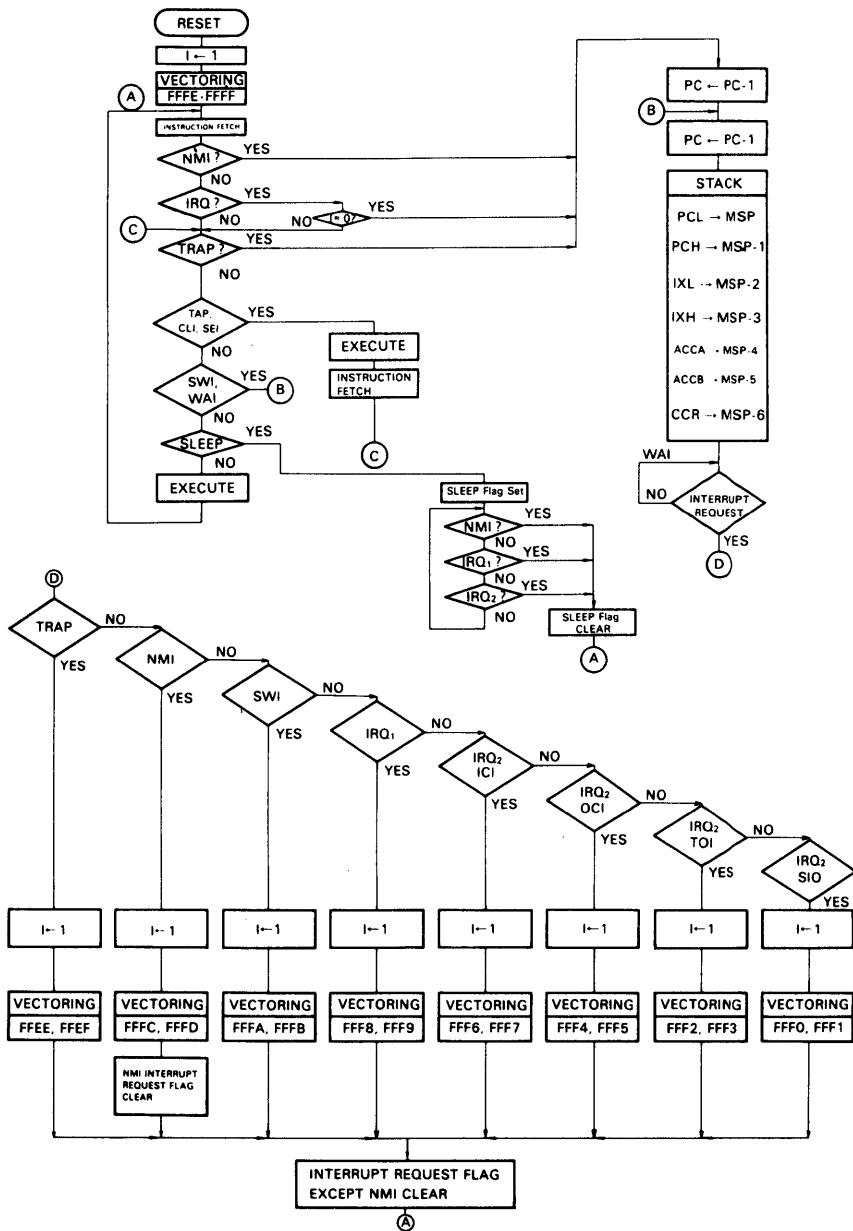 RESET
I ← 1
VECTORING
FFFE-FFFF
A
INSTRUCTION FETCH
NMI ?
YES
NO
IRQ ?
YES
NO
I = 0?
YES
NO
C
TRAP ?
YES
NO
TAP,
CLI, SEI
YES
NO
EXECUTE
INSTRUCTION
FETCH
C
SWI,
WAI
YES
B
NO
SLEEP
YES
NO
EXECUTE
PC ← PC-1
B
PC ← PC-1
STACK
PCL → MSP
PCH → MSP-1
IXL → MSP-2
IXH → MSP-3
ACCA → MSP-4
ACCB → MSP-5
CCR → MSP-6
WAI
NO
INTERRUPT
REQUEST
YES
D
SLEEP Flag Set
NMI ?
YES
NO
IRQ₁ ?
YES
NO
IRQ₂ ?
YES
NO
SLEEP Flag
CLEAR
A
D
TRAP
NO
YES
NMI
NO
YES
SWI
NO
YES
IRQ₁
NO
YES
IRQ₂
ICI
NO
YES
IRQ₂
OCI
NO
YES
IRQ₂
TOI
NO
YES
IRQ₂
SIO
YES
I ← 1
I ← 1
I ← 1
I ← 1
I ← 1
I ← 1
I ← 1
I ← 1
VECTORING
FFEE, FFEF
VECTORING
FFFC, FFFD
VECTORING
FFFA, FFFB
VECTORING
FFF8, FFF9
VECTORING
FFF6, FFF7
VECTORING
FFF4, FFF5
VECTORING
FFF2, FFF3
VECTORING
FFF0, FFF1
NMI INTERRUPT
REQUEST FLAG
CLEAR
INTERRUPT REQUEST FLAG
EXCEPT NMI CLEAR
A